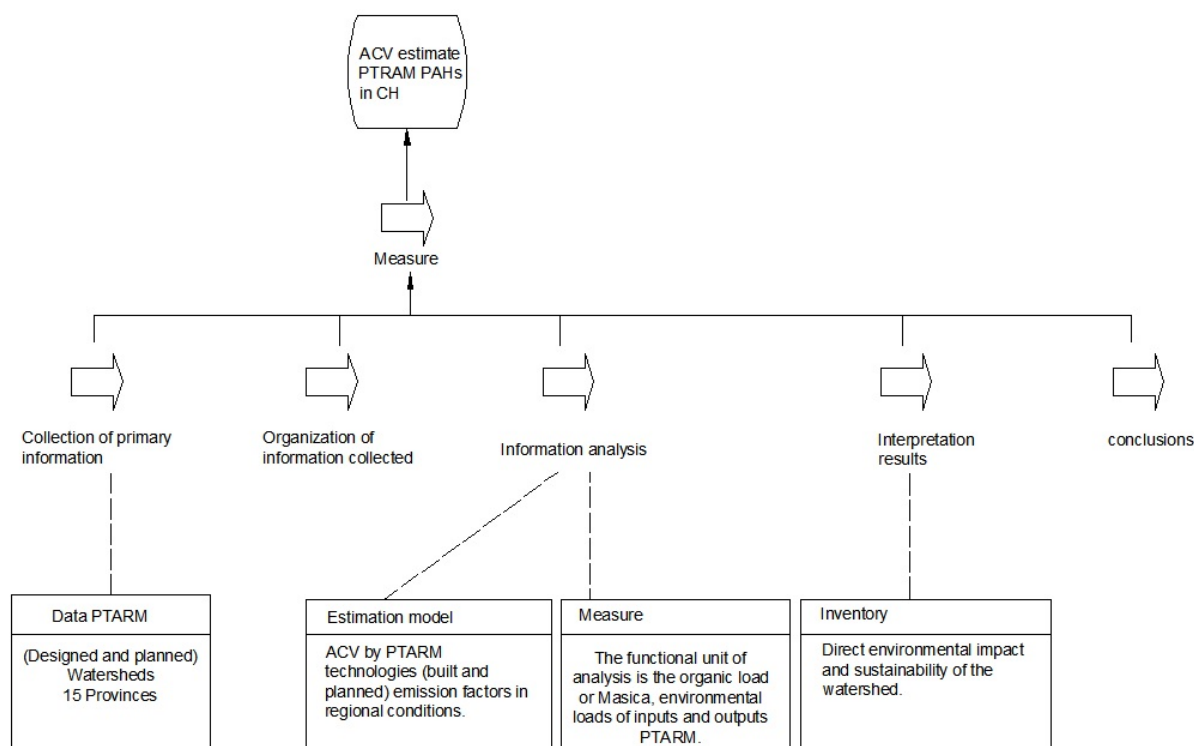 ACV estimate
PTRAM PAHs
in CH
Measure
Collection of primary
information
Organization of
information collected
Information analysis
Interpretation
results
conclusions
Data PTARM
(Designed and planned)
Watersheds
15 Provinces
Estimation model
ACV by PTARM
technologies (built and
planned) emission factors in
regional conditions.
Measure
The functional unit of
analysis is the organic load
or Masica, environmental
loads of inputs and outputs
PTARM.
Inventory
Direct environmental impact
and sustainability of the
watershed.